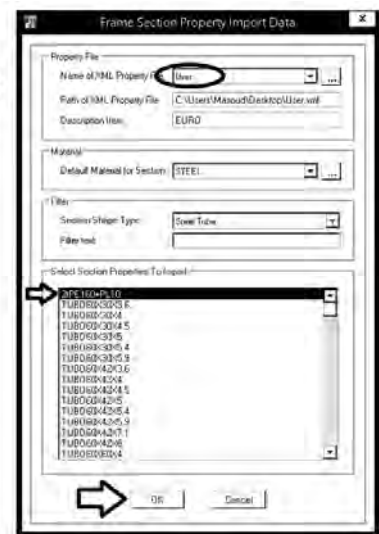 Frame Section Property Import Data
Property File
Name of XML Property File User
Path of XML Property File C:\Users\Masoud\Desktop\User.xml
Description Item EURO
Material
Default Material for Section STEEL
Filter
Section Shape Type Steel Tube
Filter text
Select Section Properties To Import
2IPE160+PL10
TUBO60X30X3.6
TUBO60X30X4
TUBO60X30X4.5
TUBO60X30X5
TUBO60X30X5.4
TUBO60X30X5.9
TUBO60X42X3.6
TUBO60X42X4
TUBO60X42X4.5
TUBO60X42X5
TUBO60X42X5.4
TUBO60X42X5.9
TUBO60X42X7.1
TUBO60X42X8
TUBO60X60X4
OK Cancel